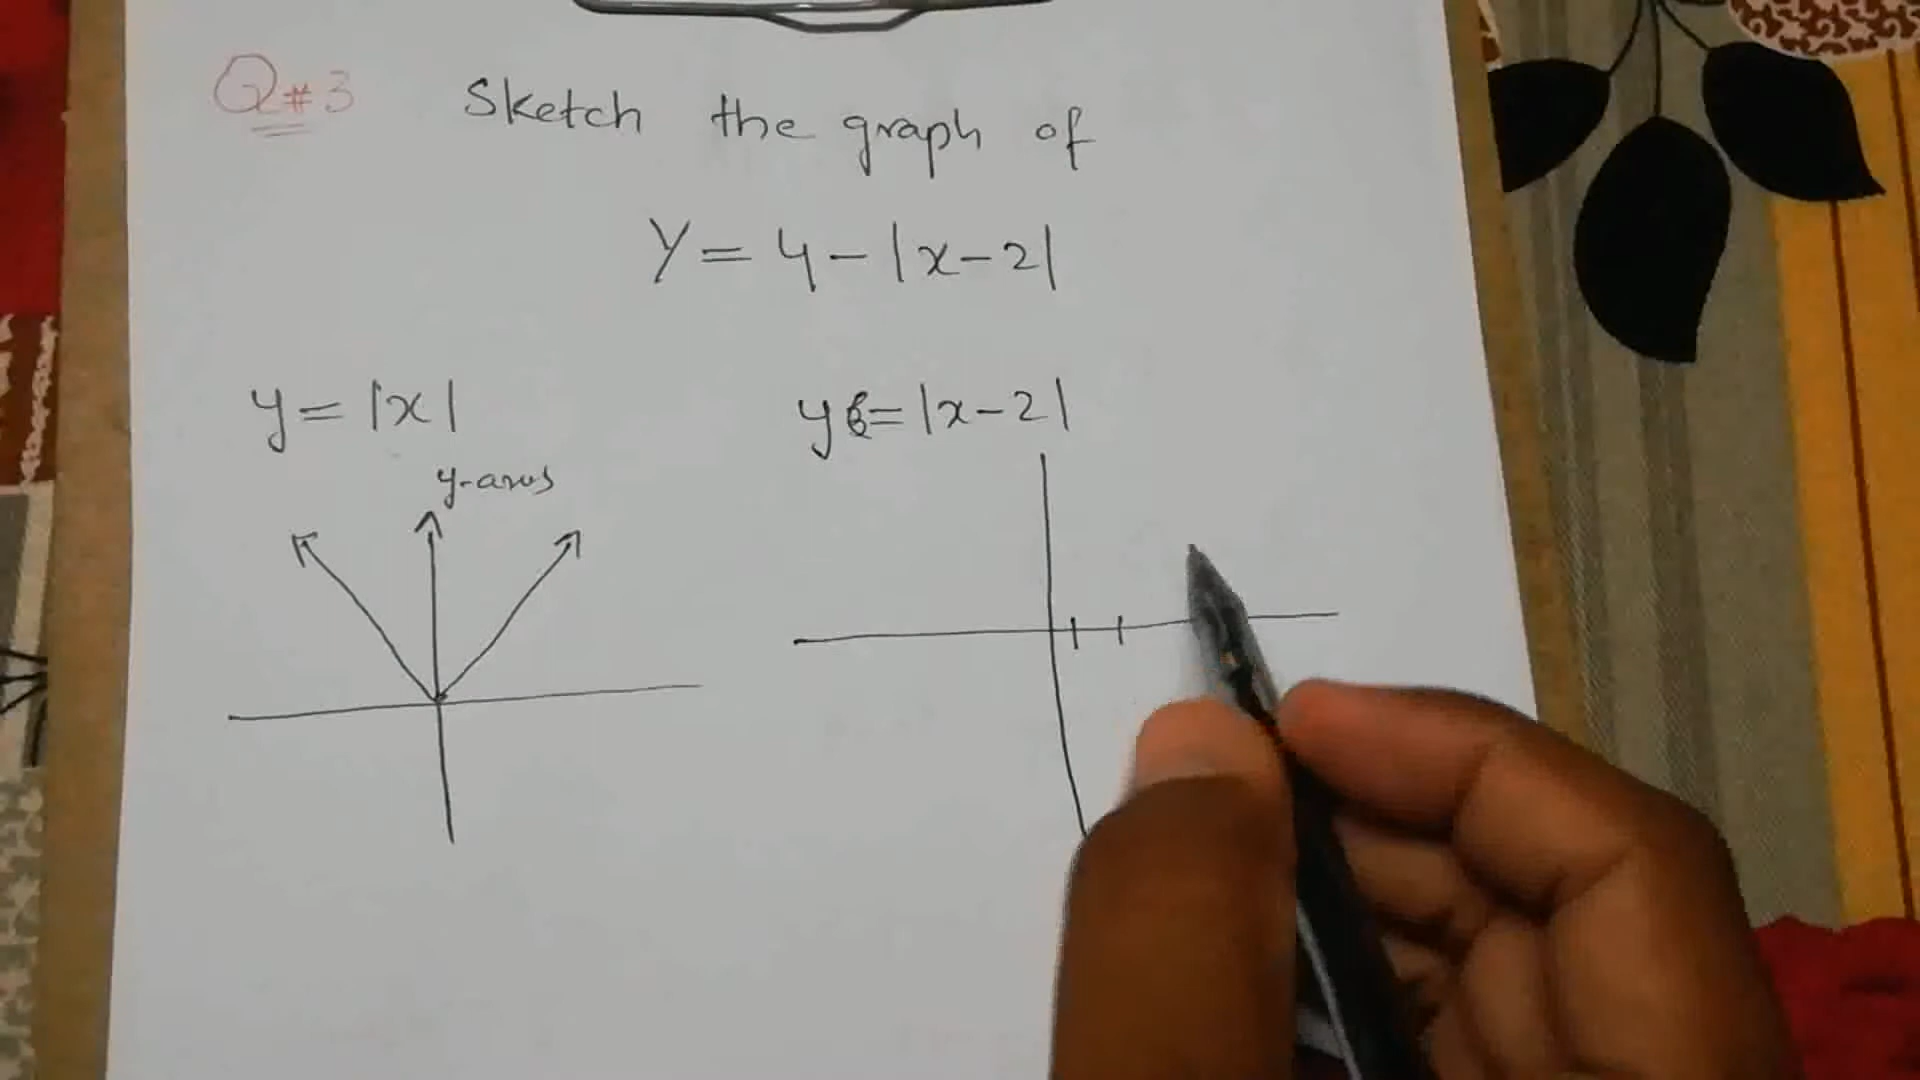 Q#3 Sketch the graph of
Y = 4 - |x - 2|
y = |x|
y = |x - 2|
y-axis